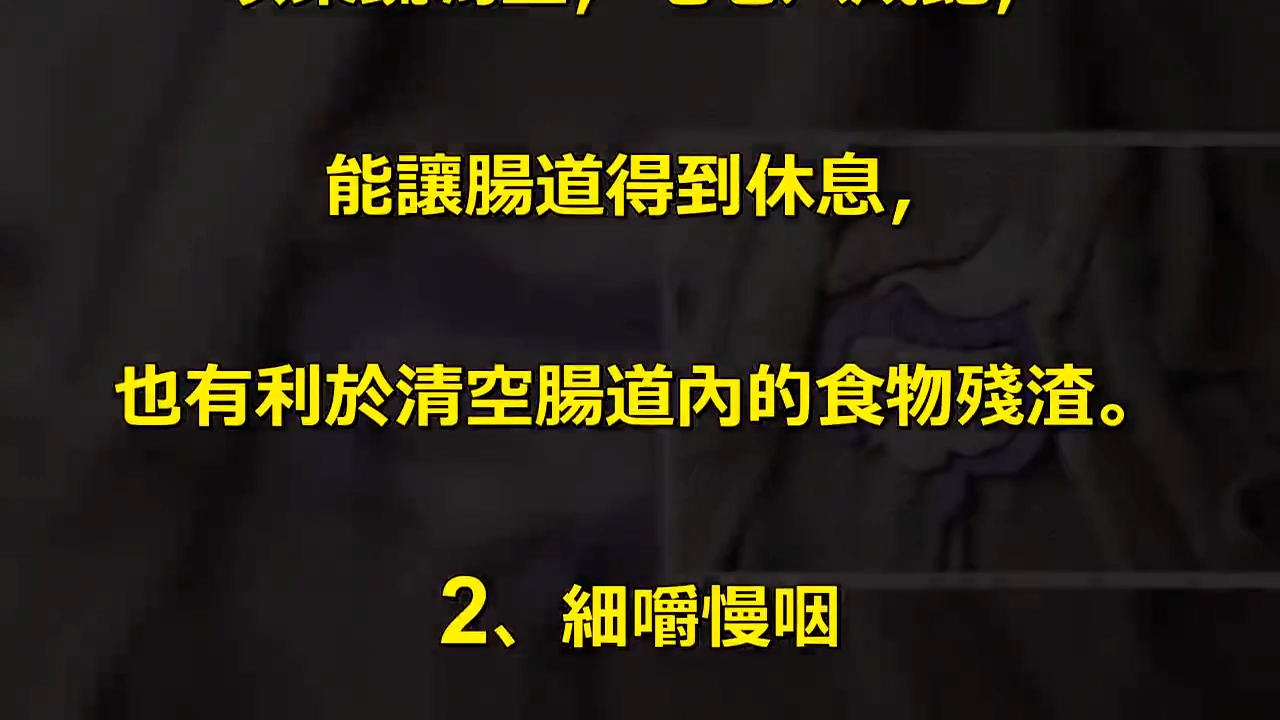 能讓腸道得到休息，
也有利於清空腸道內的食物殘渣。
2、細嚼慢咽